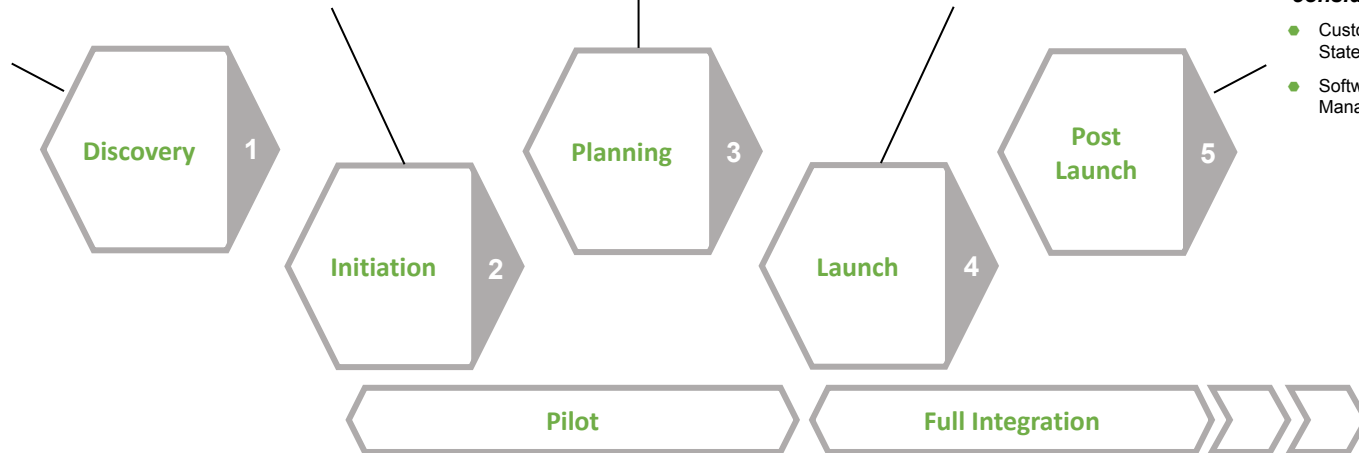 Discovery
1
Initiation
2
Planning
3
Launch
4
Post
Launch
5
Pilot
Full Integration